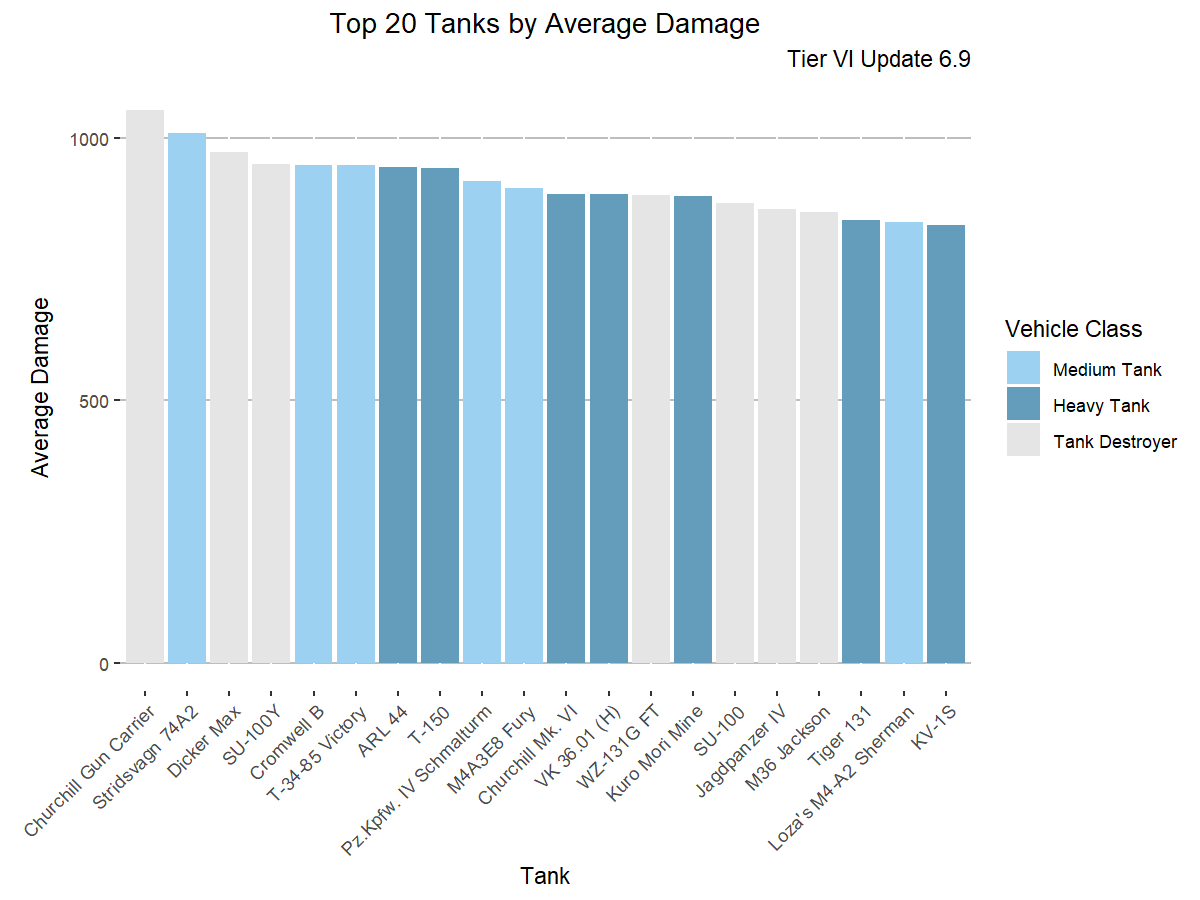 Top 20 Tanks by Average Damage
Tier VI Update 6.9
Average Damage
1000
500
0
Churchill Gun Carrier
Stridsvagn 74A2
Dicker Max
SU-100Y
Cromwell B
T-34-85 Victory
ARL 44
T-150
Pz.Kpfw. IV Schmalturm
M4A3E8 Fury
Churchill Mk. VI
VK 36.01 (H)
WZ-131G FT
Kuro Mori Mine
SU-100
Jagdpanzer IV
M36 Jackson
Tiger 131
Loza's M4-A2 Sherman
KV-1S
Tank
Vehicle Class
Medium Tank
Heavy Tank
Tank Destroyer